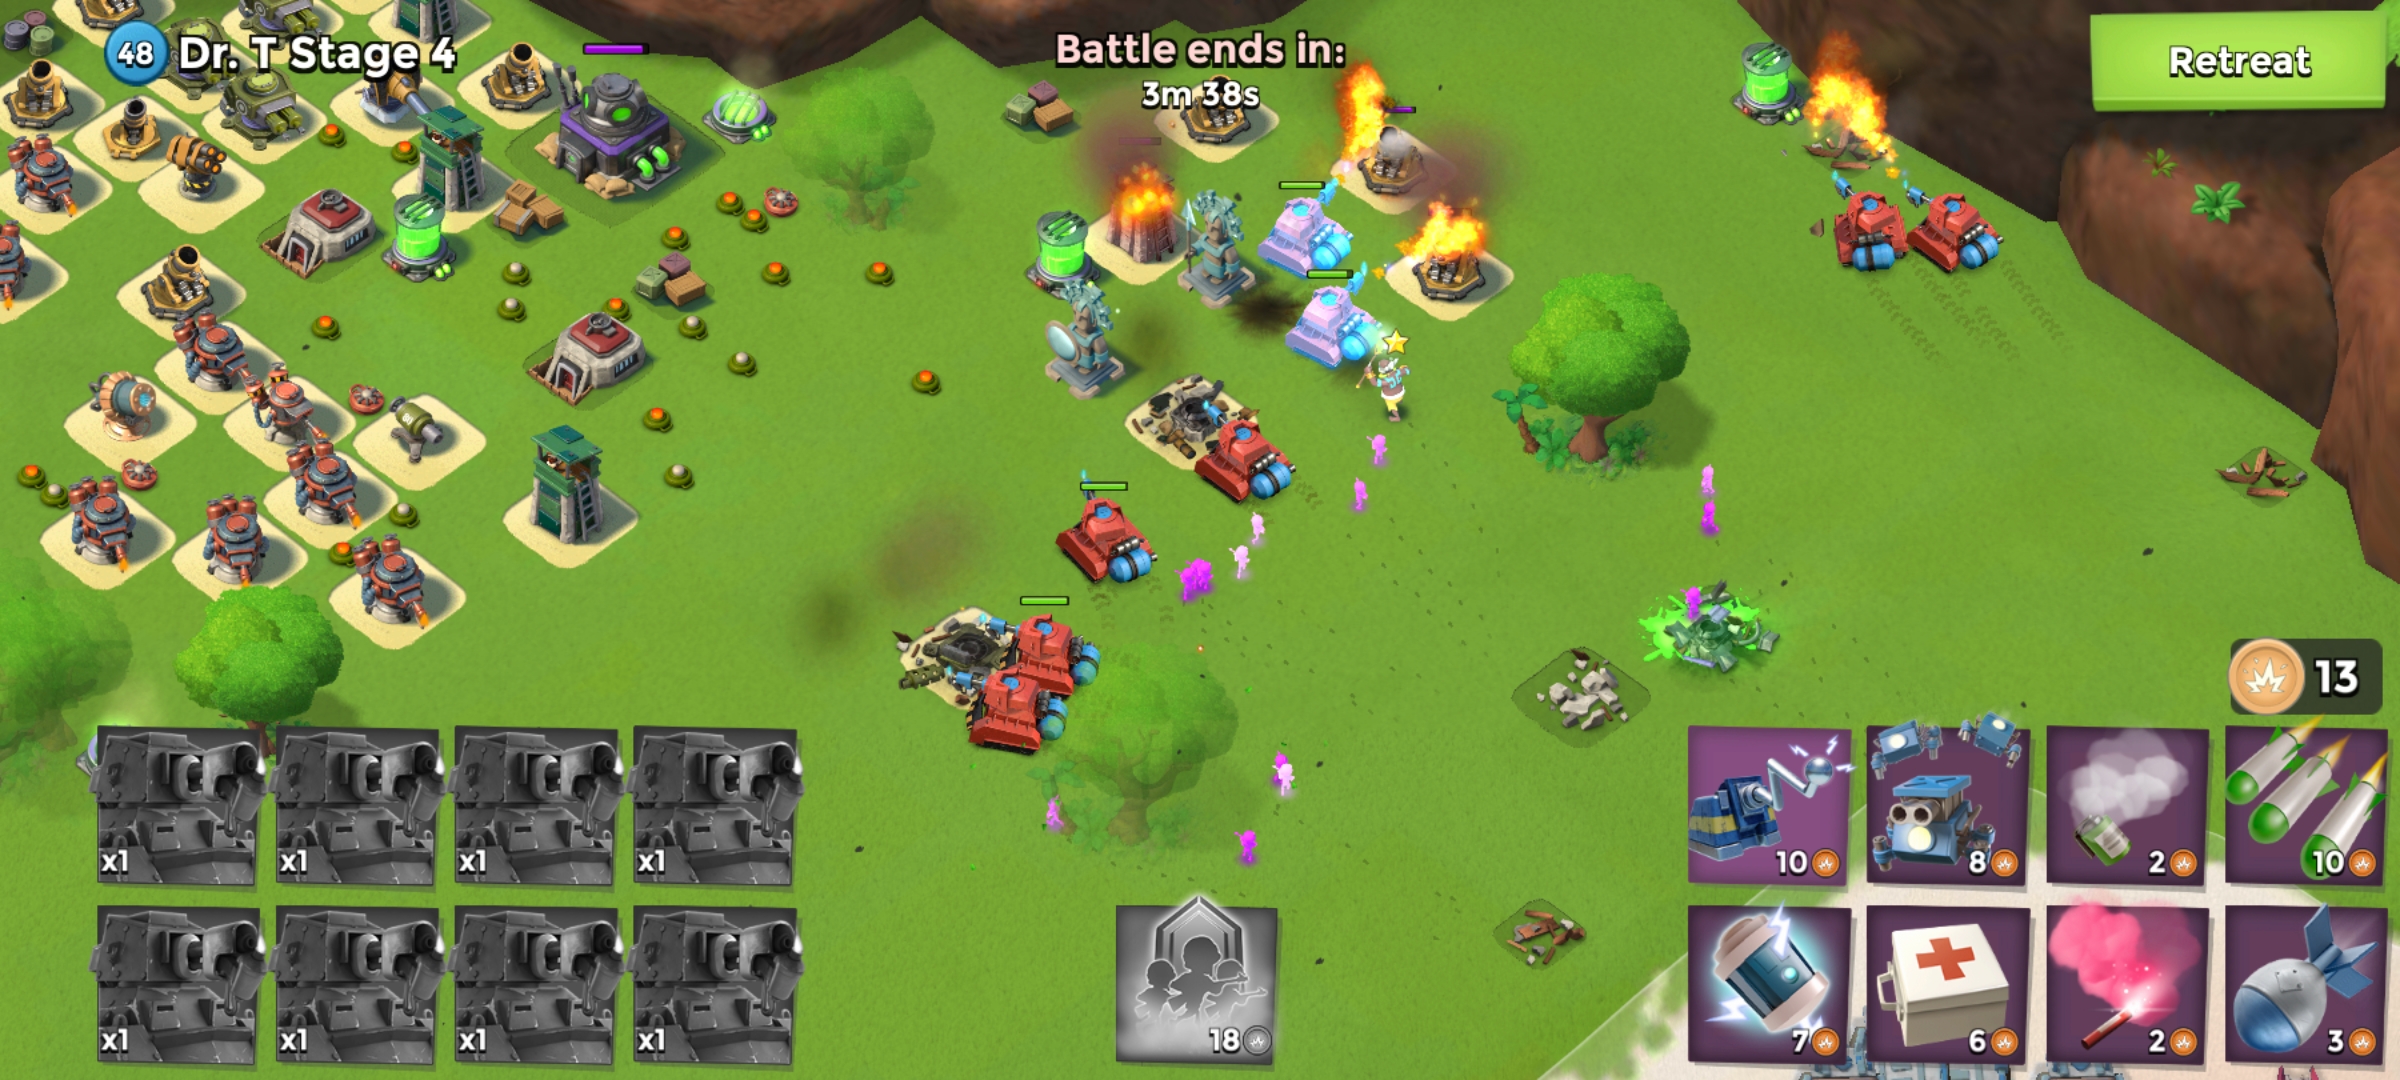 48 Dr. T Stage 4
Battle ends in:
3m 38s
Retreat
13
x1 x1 x1 x1
10 8 2 10
x1 x1 x1 x1
18
7 6 2 3